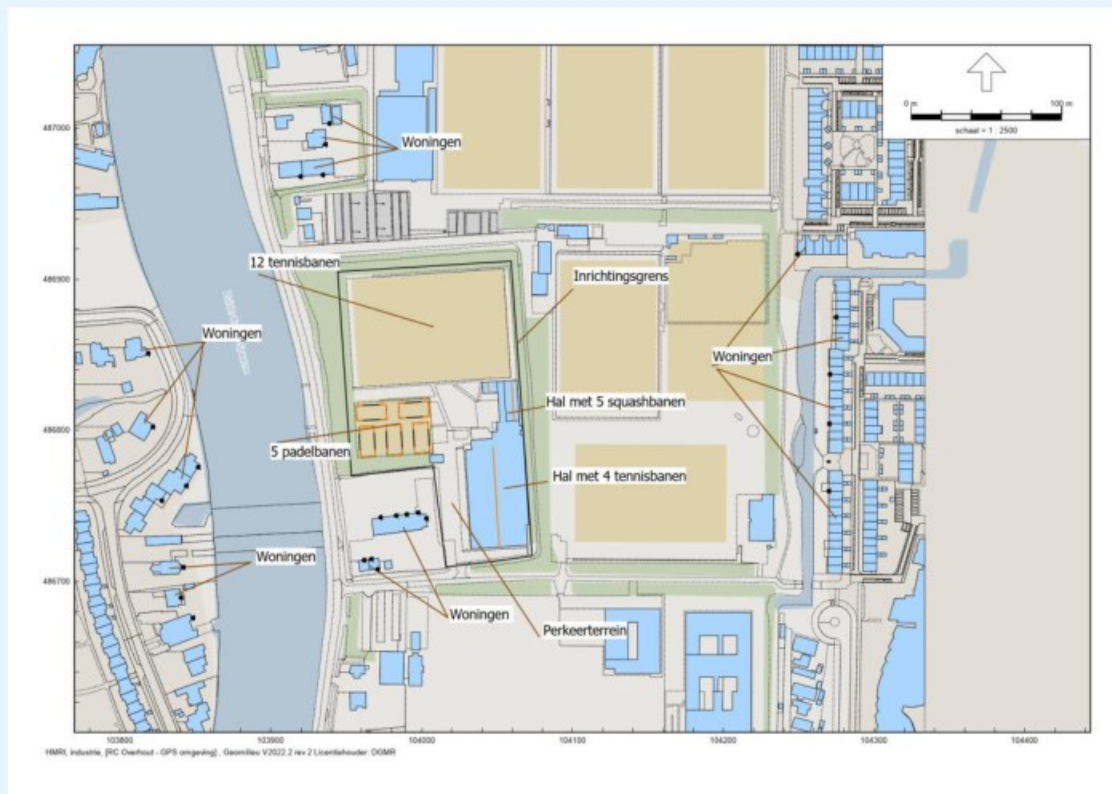 0 m 100 m
schaal = 1 : 2500
487000
Woningen
486900
12 tennisbanen
Inrichtingsgrens
Woningen
Woningen
Hal met 5 squashbanen
486800
5 padelbanen
Hal met 4 tennisbanen
Woningen
486700
Woningen
Perkeerterrein
103800 103900 104000 104100 104200 104300 104400
HMRI, industrie, [RC Overhout - GPS omgeving] , Geomilieu V2022.2 rev 2 Licentiehouder: DGMR